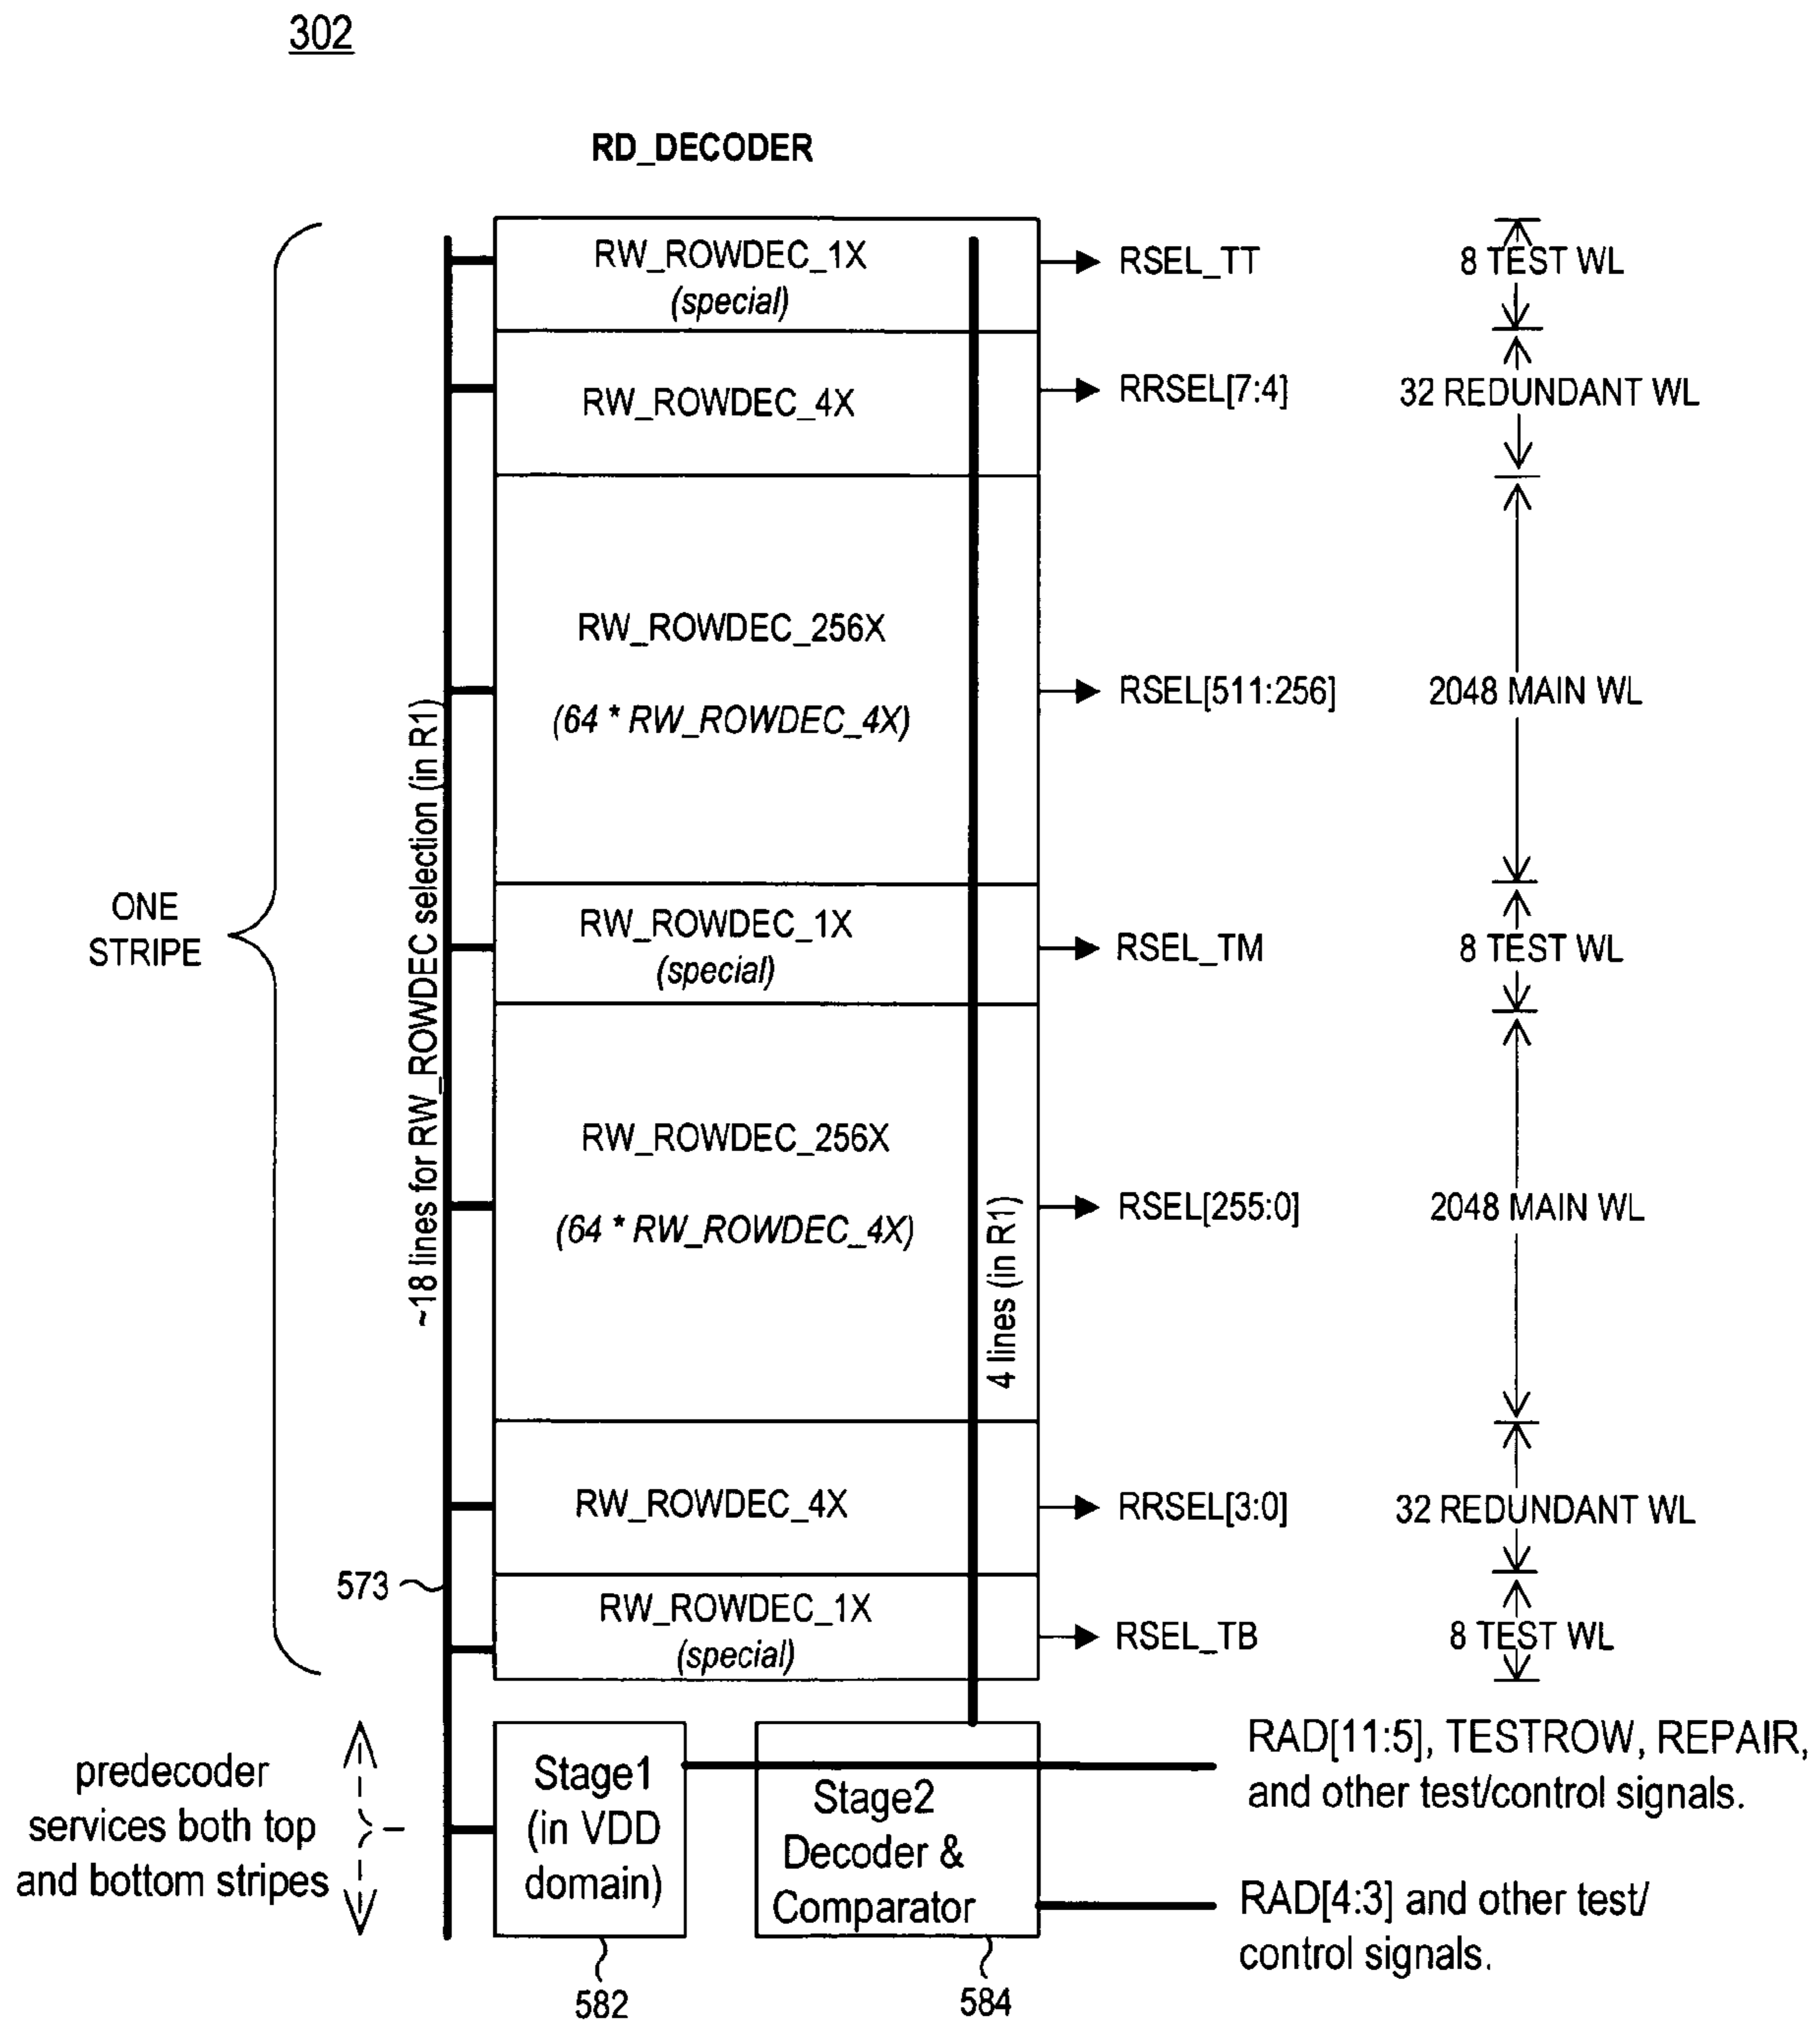 302
RD_DECODER
RW_ROWDEC_1X
(special)
RSEL_TT
8 TEST WL
RW_ROWDEC_4X
RRSEL[7:4]
32 REDUNDANT WL
RW_ROWDEC_256X
(64 * RW_ROWDEC_4X)
RSEL[511:256]
2048 MAIN WL
~18 lines for RW_ROWDEC selection (in R1)
ONE
STRIPE
RW_ROWDEC_1X
(special)
RSEL_TM
8 TEST WL
RW_ROWDEC_256X
(64 * RW_ROWDEC_4X)
RSEL[255:0]
2048 MAIN WL
4 lines (in R1)
RW_ROWDEC_4X
RRSEL[3:0]
32 REDUNDANT WL
573
RW_ROWDEC_1X
(special)
RSEL_TB
8 TEST WL
predecoder
services both top
and bottom stripes
Stage1
(in VDD
domain)
Stage2
Decoder &
Comparator
RAD[11:5], TESTROW, REPAIR,
and other test/control signals.
RAD[4:3] and other test/
control signals.
582
584